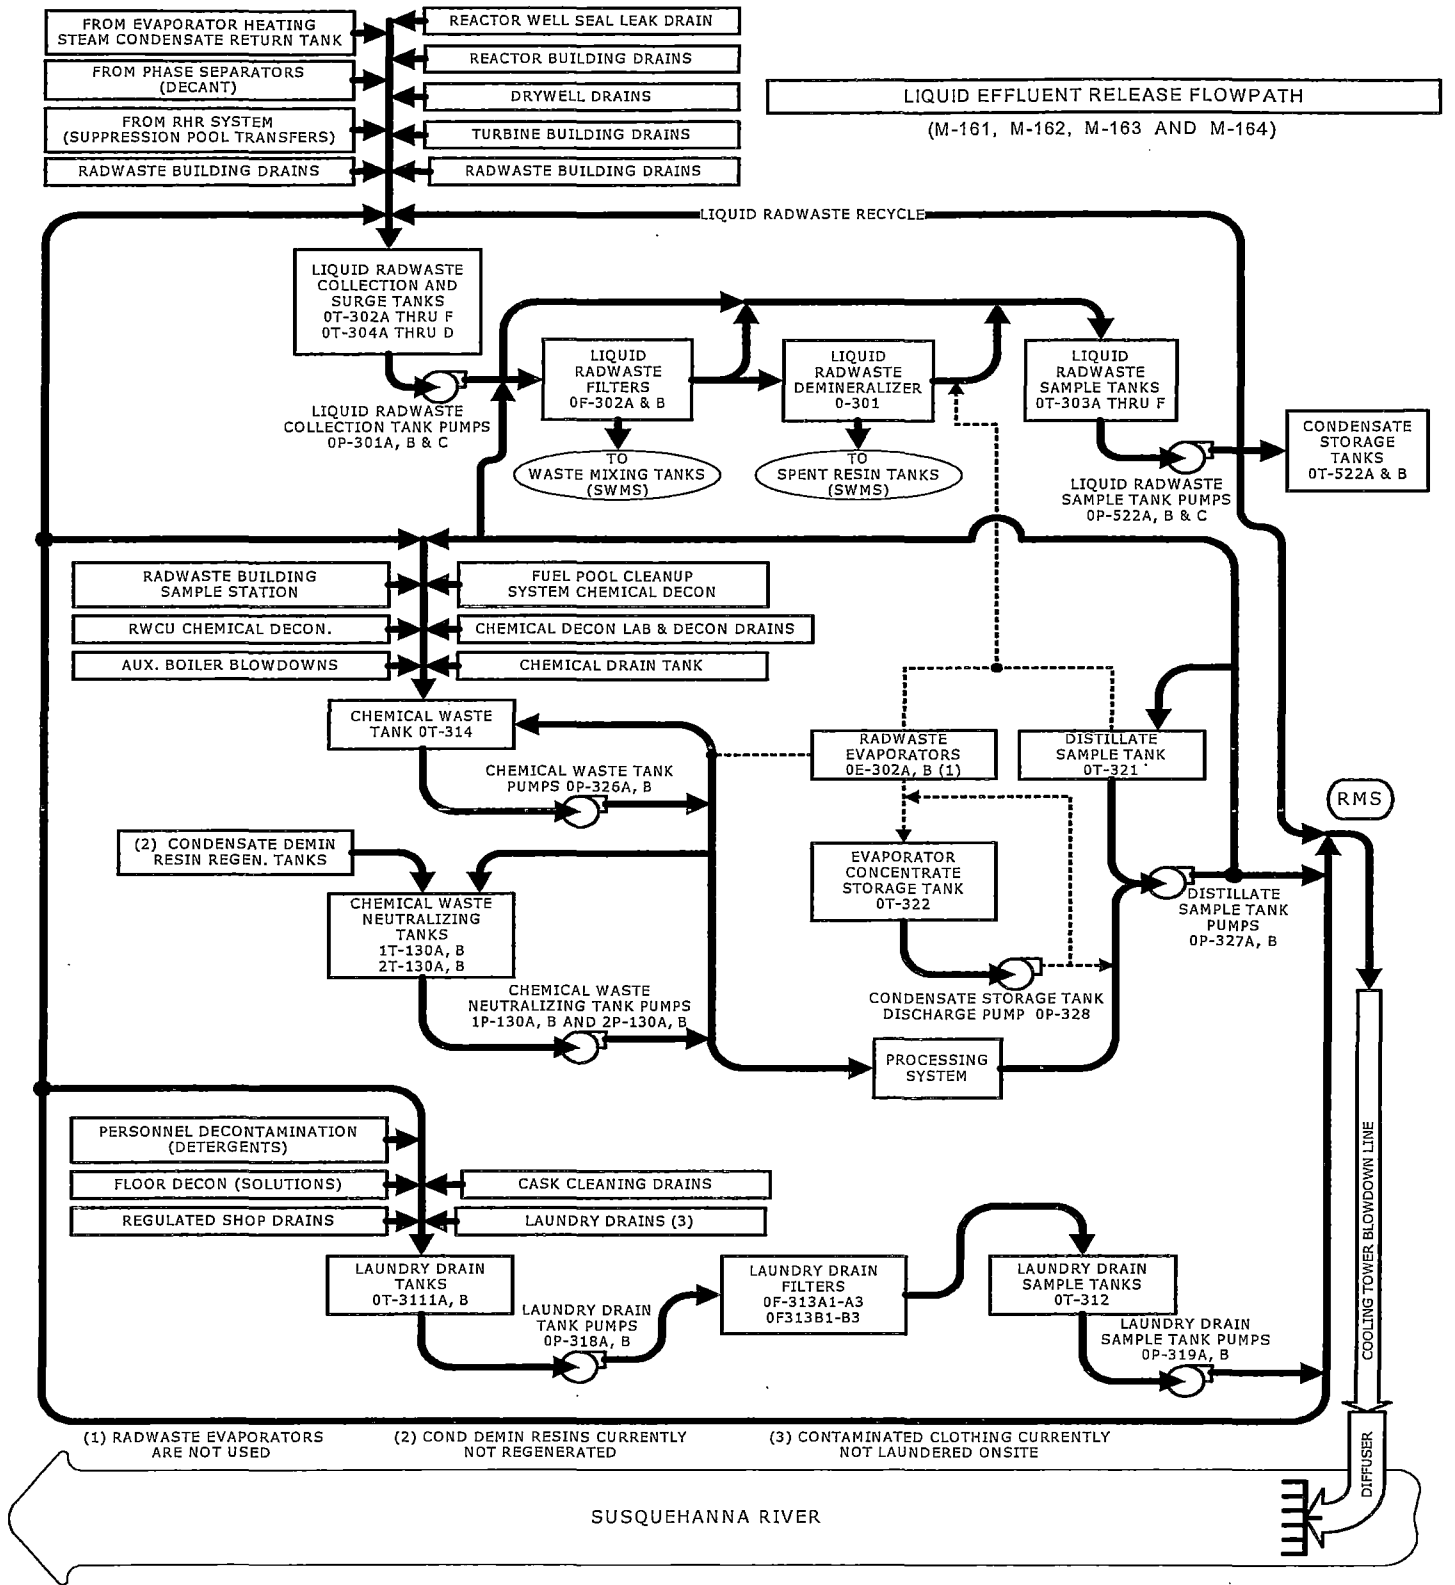 FROM EVAPORATOR HEATING
STEAM CONDENSATE RETURN TANK
REACTOR WELL SEAL LEAK DRAIN
REACTOR BUILDING DRAINS
FROM PHASE SEPARATORS
(DECANT)
DRYWELL DRAINS
LIQUID EFFLUENT RELEASE FLOWPATH
(M-161, M-162, M-163 AND M-164)
FROM RHR SYSTEM
(SUPPRESSION POOL TRANSFERS)
TURBINE BUILDING DRAINS
RADWASTE BUILDING DRAINS
RADWASTE BUILDING DRAINS
LIQUID RADWASTE RECYCLE
LIQUID RADWASTE
COLLECTION AND
SURGE TANKS
0T-302A THRU F
0T-304A THRU D
LIQUID
RADWASTE
FILTERS
0F-302A & B
LIQUID
RADWASTE
DEMINERALIZER
0-301
LIQUID
RADWASTE
SAMPLE TANKS
0T-303A THRU F
LIQUID RADWASTE
COLLECTION TANK PUMPS
0P-301A, B & C
CONDENSATE
STORAGE
TANKS
0T-522A & B
TO
WASTE MIXING TANKS
(SWMS)
TO
SPENT RESIN TANKS
(SWMS)
LIQUID RADWASTE
SAMPLE TANK PUMPS
0P-522A, B & C
RADWASTE BUILDING
SAMPLE STATION
FUEL POOL CLEANUP
SYSTEM CHEMICAL DECON
RWCU CHEMICAL DECON.
CHEMICAL DECON LAB & DECON DRAINS
AUX. BOILER BLOWDOWNS
CHEMICAL DRAIN TANK
CHEMICAL WASTE
TANK 0T-314
RADWASTE
EVAPORATORS
0E-302A, B (1)
DISTILLATE
SAMPLE TANK
0T-321
CHEMICAL WASTE TANK
PUMPS 0P-326A, B
RMS
(2) CONDENSATE DEMIN
RESIN REGEN. TANKS
EVAPORATOR
CONCENTRATE
STORAGE TANK
0T-322
CHEMICAL WASTE
NEUTRALIZING
TANKS
1T-130A, B
2T-130A, B
DISTILLATE
SAMPLE TANK
PUMPS
0P-327A, B
CHEMICAL WASTE
NEUTRALIZING TANK PUMPS
1P-130A, B AND 2P-130A, B
CONDENSATE STORAGE TANK
DISCHARGE PUMP 0P-328
PROCESSING
SYSTEM
PERSONNEL DECONTAMINATION
(DETERGENTS)
FLOOR DECON (SOLUTIONS)
CASK CLEANING DRAINS
REGULATED SHOP DRAINS
LAUNDRY DRAINS (3)
COOLING TOWER BLOWDOWN LINE
LAUNDRY DRAIN
TANKS
0T-3111A, B
LAUNDRY DRAIN
FILTERS
0F-313A1-A3
0F313B1-B3
LAUNDRY DRAIN
SAMPLE TANKS
0T-312
LAUNDRY DRAIN
TANK PUMPS
0P-318A, B
LAUNDRY DRAIN
SAMPLE TANK PUMPS
0P-319A, B
(1) RADWASTE EVAPORATORS
ARE NOT USED
(2) COND DEMIN RESINS CURRENTLY
NOT REGENERATED
(3) CONTAMINATED CLOTHING CURRENTLY
NOT LAUNDERED ONSITE
DIFFUSER
SUSQUEHANNA RIVER